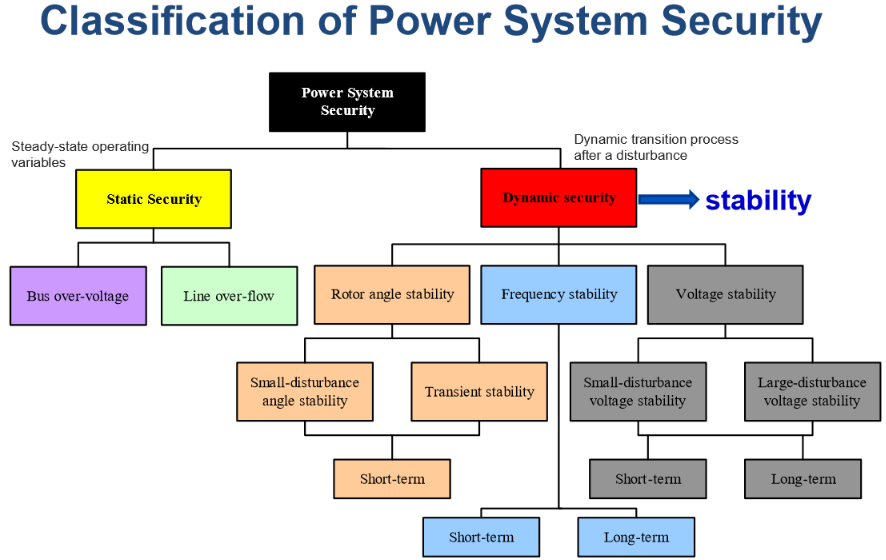 Classification of Power System Security
Power System
Security
Steady-state operating
variables
Dynamic transition process
after a disturbance
Static Security
Dynamic security
stability
Bus over-voltage
Line over-flow
Rotor angle stability
Frequency stability
Voltage stability
Small-disturbance
angle stability
Transient stability
Small-disturbance
voltage stability
Large-disturbance
voltage stability
Short-term
Short-term
Long-term
Short-term
Long-term